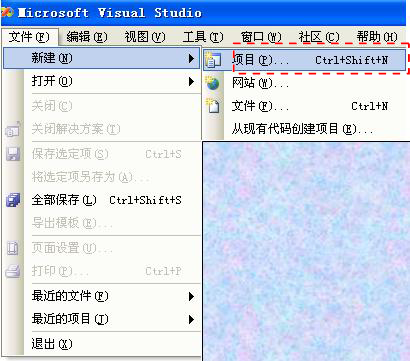 Microsoft Visual Studio
文件(F) 编辑(E) 视图(V) 工具(T) 窗口(W) 社区(C) 帮助(H)
新建(N)
打开(O)
关闭(C)
关闭解决方案(T)
保存选定项(S) Ctrl+S
将选定项另存为(A)...
全部保存(L) Ctrl+Shift+S
导出模板(E)...
页面设置(U)...
打印(P)... Ctrl+P
最近的文件(F)
最近的项目(J)
退出(X)
项目(P)... Ctrl+Shift+N
网站(W)...
文件(F)... Ctrl+N
从现有代码创建项目(E)...